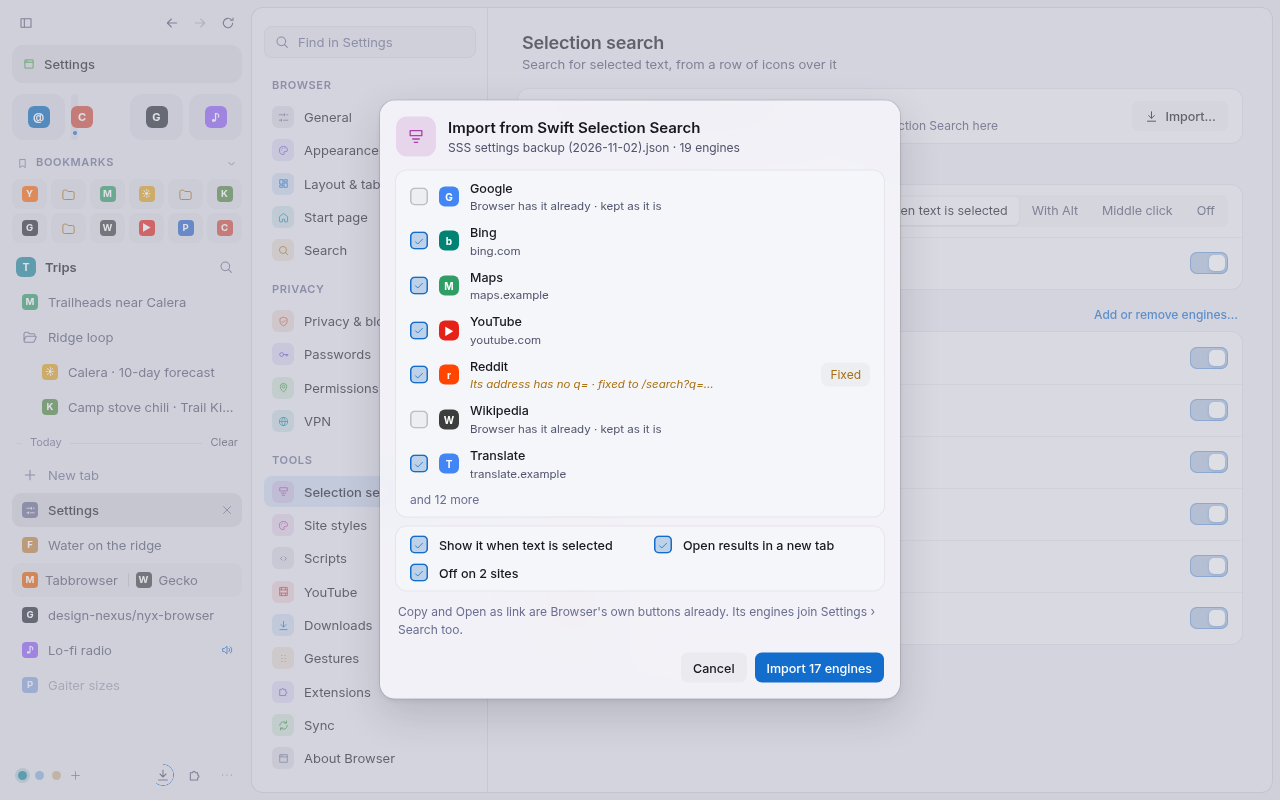 Settings
@
C
G
BOOKMARKS
Y
M
K
G
W
P
C
T
Trips
M
Trailheads near Calera
Ridge loop
Calera · 10-day forecast
K
Camp stove chili · Trail Ki...
Today
Clear
New tab
Settings
F
Water on the ridge
M
Tabbrowser
W
Gecko
G
design-nexus/nyx-browser
Lo-fi radio
P
Gaiter sizes
Find in Settings
BROWSER
General
Appearance
Layout & tab
Start page
Search
PRIVACY
Privacy & blo
Passwords
Permissions
VPN
TOOLS
Selection se
Site styles
Scripts
YouTube
Downloads
Gestures
Extensions
Sync
About Browser
Selection search
Search for selected text, from a row of icons over it
ction Search here
Import...
en text is selected
With Alt
Middle click
Off
Add or remove engines...
Import from Swift Selection Search
SSS settings backup (2026-11-02).json · 19 engines
G
Google
Browser has it already · kept as it is
b
Bing
bing.com
M
Maps
maps.example
YouTube
youtube.com
r
Reddit
Its address has no q= · fixed to /search?q=...
Fixed
W
Wikipedia
Browser has it already · kept as it is
T
Translate
translate.example
and 12 more
Show it when text is selected
Open results in a new tab
Off on 2 sites
Copy and Open as link are Browser's own buttons already. Its engines join Settings ›
Search too.
Cancel
Import 17 engines